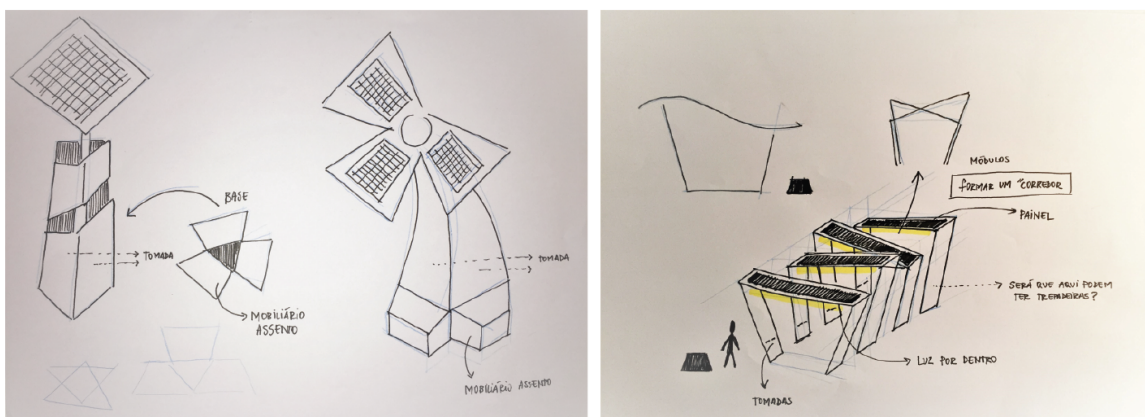 BASE
TOMADA
MOBILIÁRIO
ASSENTO
TOMADA
MOBILIÁRIO ASSENTO
MÓDULOS
FORMAR UM "CORREDOR
PAINEL
SERÁ QUE AQUI PODEM
TER TREPADEIRAS?
LUZ POR DENTRO
TOMADAS